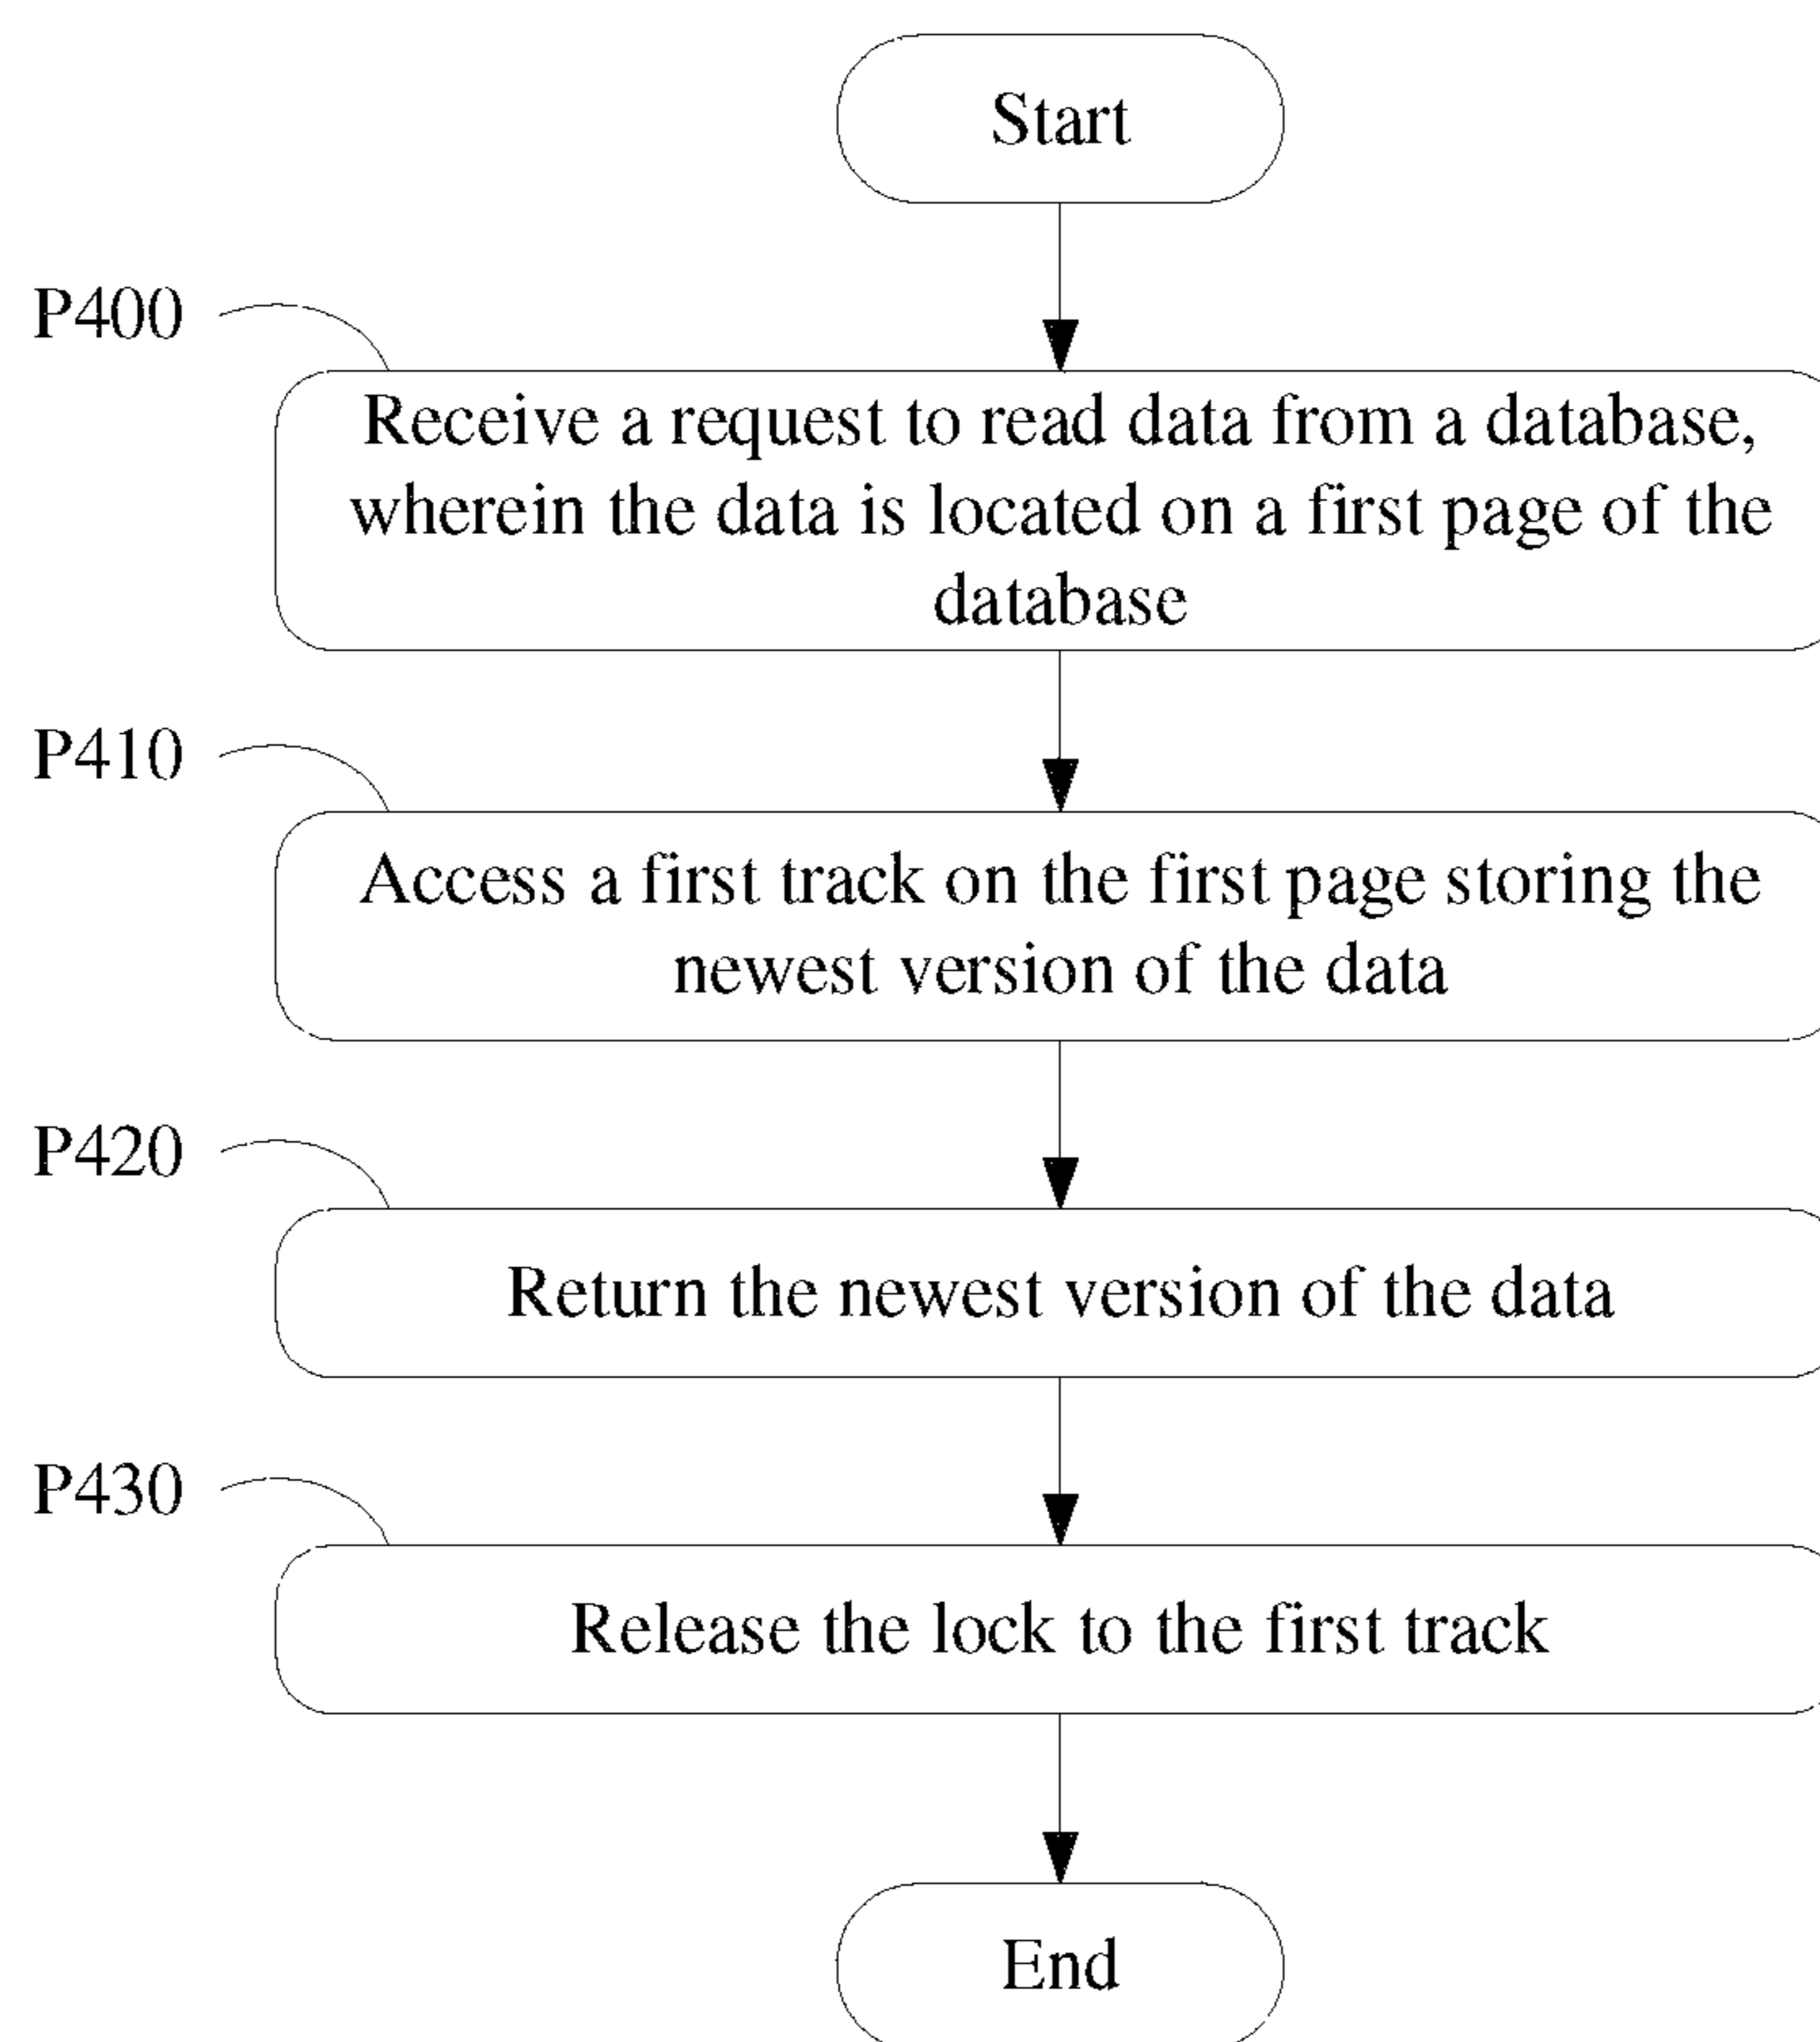 Start
P400
Receive a request to read data from a database,
wherein the data is located on a first page of the
database
P410
Access a first track on the first page storing the
newest version of the data
P420
Return the newest version of the data
P430
Release the lock to the first track
End